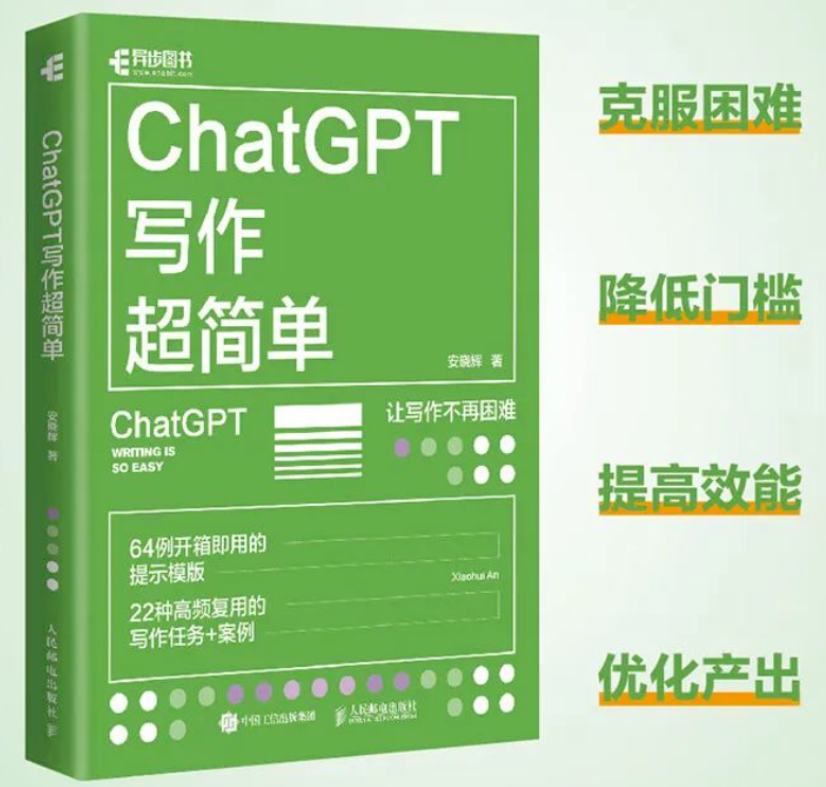 异步图书
www.epubit.com
ChatGPT
写作
超简单
安晓辉 著
ChatGPT
WRITING IS
SO EASY
让写作不再困难
64例开箱即用的
提示模版
Xiaohui An
22种高频复用的
写作任务+案例
中国工信出版集团
人民邮电出版社
ChatGPT写作超简单
安晓辉 著
人民邮电出版社
克服困难
降低门槛
提高效能
优化产出